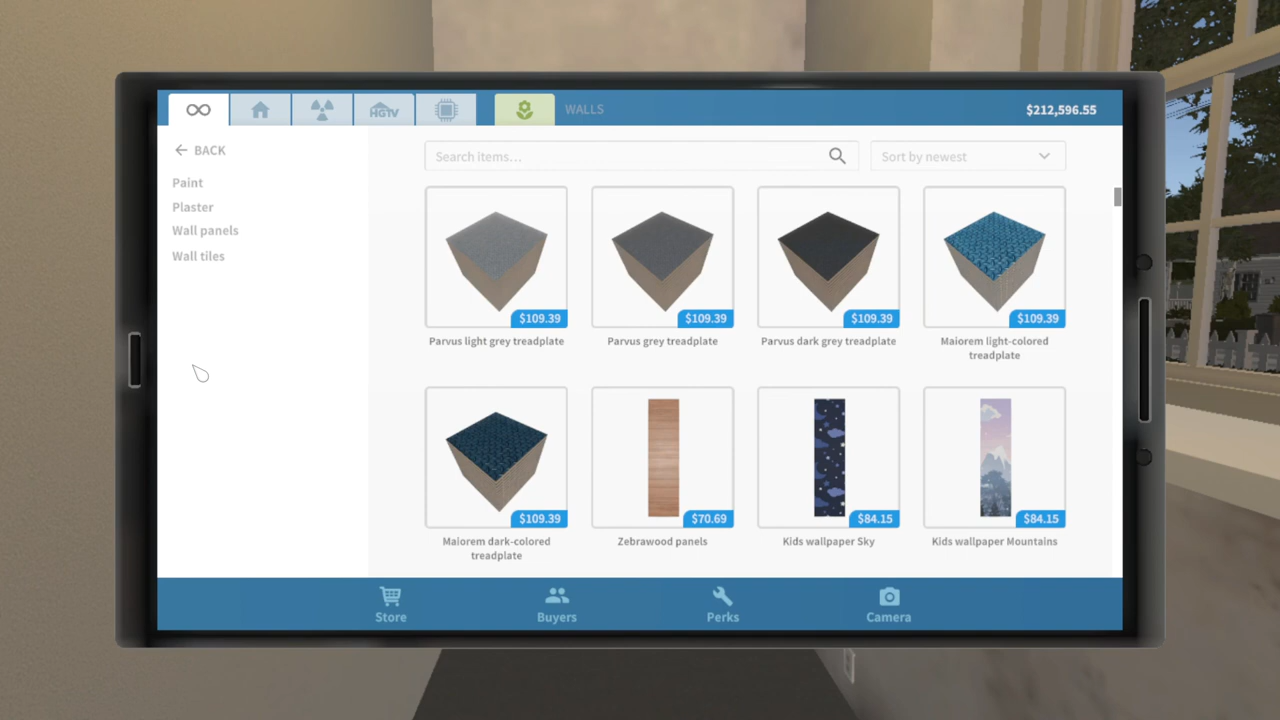 HGTV
WALLS
$212,596.55
BACK
Paint
Plaster
Wall panels
Wall tiles
Search items...
Sort by newest
$109.39
$109.39
$109.39
$109.39
Parvus light grey treadplate
Parvus grey treadplate
Parvus dark grey treadplate
Maiorem light-colored
treadplate
$109.39
$70.69
$84.15
$84.15
Maiorem dark-colored
treadplate
Zebrawood panels
Kids wallpaper Sky
Kids wallpaper Mountains
Store
Buyers
Perks
Camera